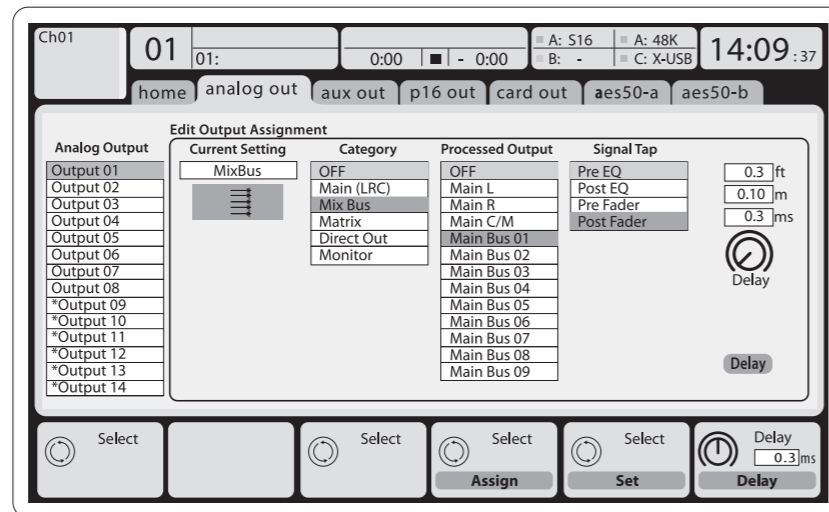 Ch01
01
01:
0:00 - 0:00
A: S16 A: 48K
B: - C: X-USB
14:09 :37
home analog out aux out p16 out card out aes50-a aes50-b
Edit Output Assignment
Analog Output Current Setting Category Processed Output Signal Tap
Output 01
Output 02
Output 03
Output 04
Output 05
Output 06
Output 07
Output 08
*Output 09
*Output 10
*Output 11
*Output 12
*Output 13
*Output 14
MixBus
OFF
Main (LRC)
Mix Bus
Matrix
Direct Out
Monitor
OFF
Main L
Main R
Main C/M
Main Bus 01
Main Bus 02
Main Bus 03
Main Bus 04
Main Bus 05
Main Bus 06
Main Bus 07
Main Bus 08
Main Bus 09
Pre EQ
Post EQ
Pre Fader
Post Fader
0.3 ft
0.10 m
0.3 ms
Delay
Delay
Select
Select
Select
Assign
Select
Set
Delay
0.3 ms
Delay